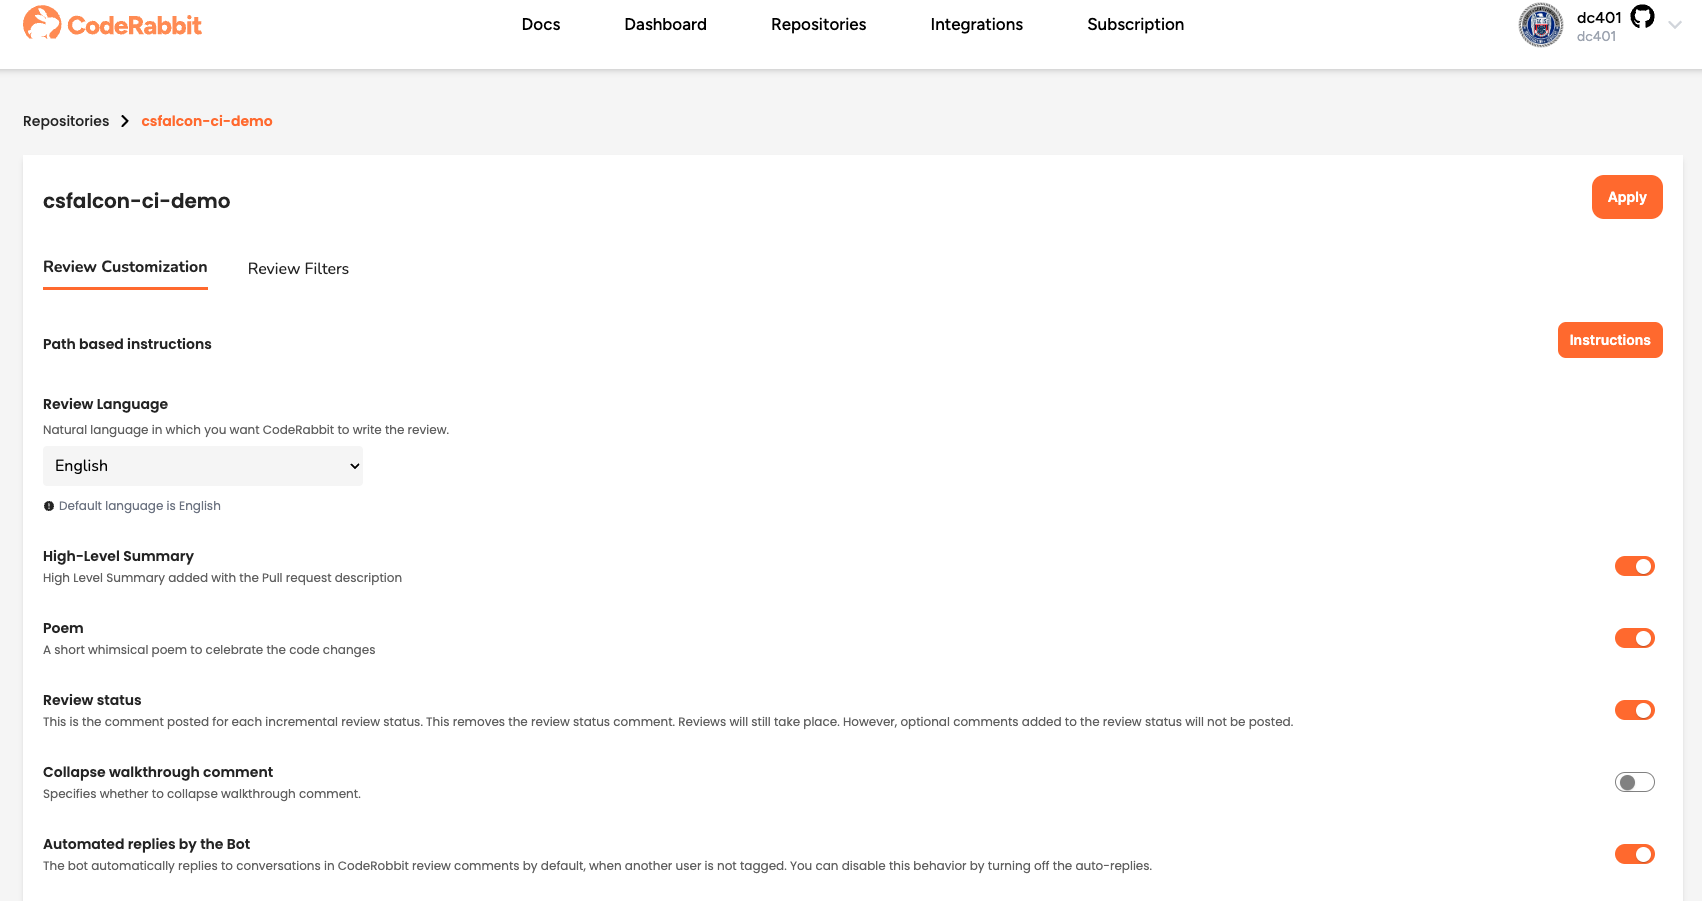 CodeRabbit
Docs
Dashboard
Repositories
Integrations
Subscription
dc401
dc401
Repositories
csfalcon-ci-demo
csfalcon-ci-demo
Apply
Review Customization
Review Filters
Path based instructions
Instructions
Review Language
Natural language in which you want CodeRabbit to write the review.
English
Default language is English
High-Level Summary
High Level Summary added with the Pull request description
Poem
A short whimsical poem to celebrate the code changes
Review status
This is the comment posted for each incremental review status. This removes the review status comment. Reviews will still take place. However, optional comments added to the review status will not be posted.
Collapse walkthrough comment
Specifies whether to collapse walkthrough comment.
Automated replies by the Bot
The bot automatically replies to conversations in CodeRobbit review comments by default, when another user is not tagged. You can disable this behavior by turning off the auto-replies.